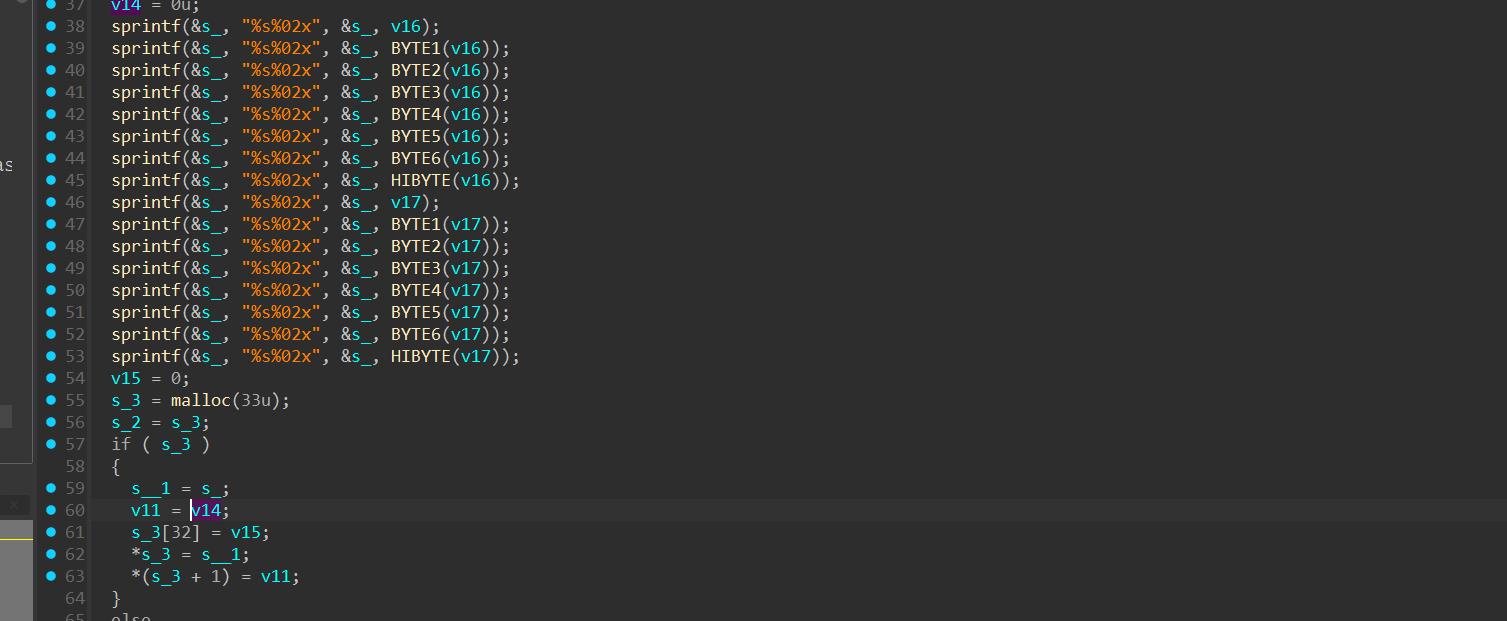 37 v14 = 0u;
38 sprintf(&s_, "%s%02x", &s_, v16);
39 sprintf(&s_, "%s%02x", &s_, BYTE1(v16));
40 sprintf(&s_, "%s%02x", &s_, BYTE2(v16));
41 sprintf(&s_, "%s%02x", &s_, BYTE3(v16));
42 sprintf(&s_, "%s%02x", &s_, BYTE4(v16));
43 sprintf(&s_, "%s%02x", &s_, BYTE5(v16));
44 sprintf(&s_, "%s%02x", &s_, BYTE6(v16));
as
45 sprintf(&s_, "%s%02x", &s_, HIBYTE(v16));
46 sprintf(&s_, "%s%02x", &s_, v17);
47 sprintf(&s_, "%s%02x", &s_, BYTE1(v17));
48 sprintf(&s_, "%s%02x", &s_, BYTE2(v17));
49 sprintf(&s_, "%s%02x", &s_, BYTE3(v17));
50 sprintf(&s_, "%s%02x", &s_, BYTE4(v17));
51 sprintf(&s_, "%s%02x", &s_, BYTE5(v17));
52 sprintf(&s_, "%s%02x", &s_, BYTE6(v17));
53 sprintf(&s_, "%s%02x", &s_, HIBYTE(v17));
54 v15 = 0;
55 s_3 = malloc(33u);
56 s_2 = s_3;
57 if ( s_3 )
58 {
59 s__1 = s_;
60 v11 = v14;
61 s_3[32] = v15;
62 *s_3 = s__1;
63 *(s_3 + 1) = v11;
64 }
65 else